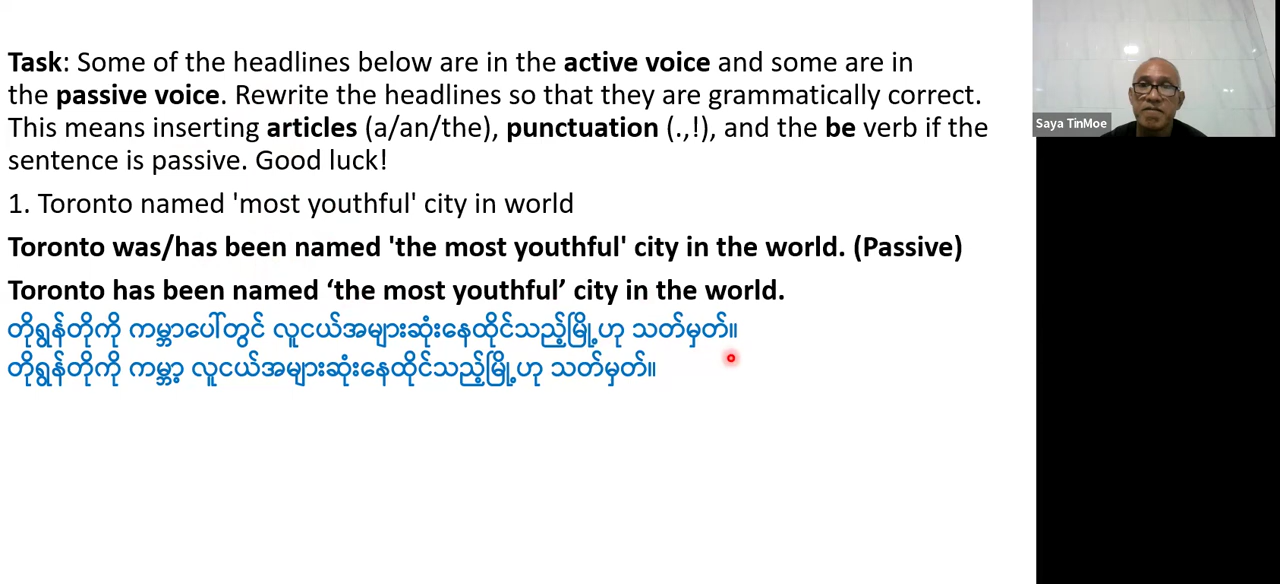 Task: Some of the headlines below are in the active voice and some are in
the passive voice. Rewrite the headlines so that they are grammatically correct.
This means inserting articles (a/an/the), punctuation (.,!), and the be verb if the
sentence is passive. Good luck!
1. Toronto named 'most youthful' city in world
Toronto was/has been named 'the most youthful' city in the world. (Passive)
Toronto has been named ‘the most youthful’ city in the world.
တိုရွန်တိုကို ကမ္ဘာပေါ်တွင် လူငယ်အများဆုံးနေထိုင်သည့်မြို့ဟု သတ်မှတ်။
တိုရွန်တိုကို ကမ္ဘာ့ လူငယ်အများဆုံးနေထိုင်သည့်မြို့ဟု သတ်မှတ်။
Saya TinMoe